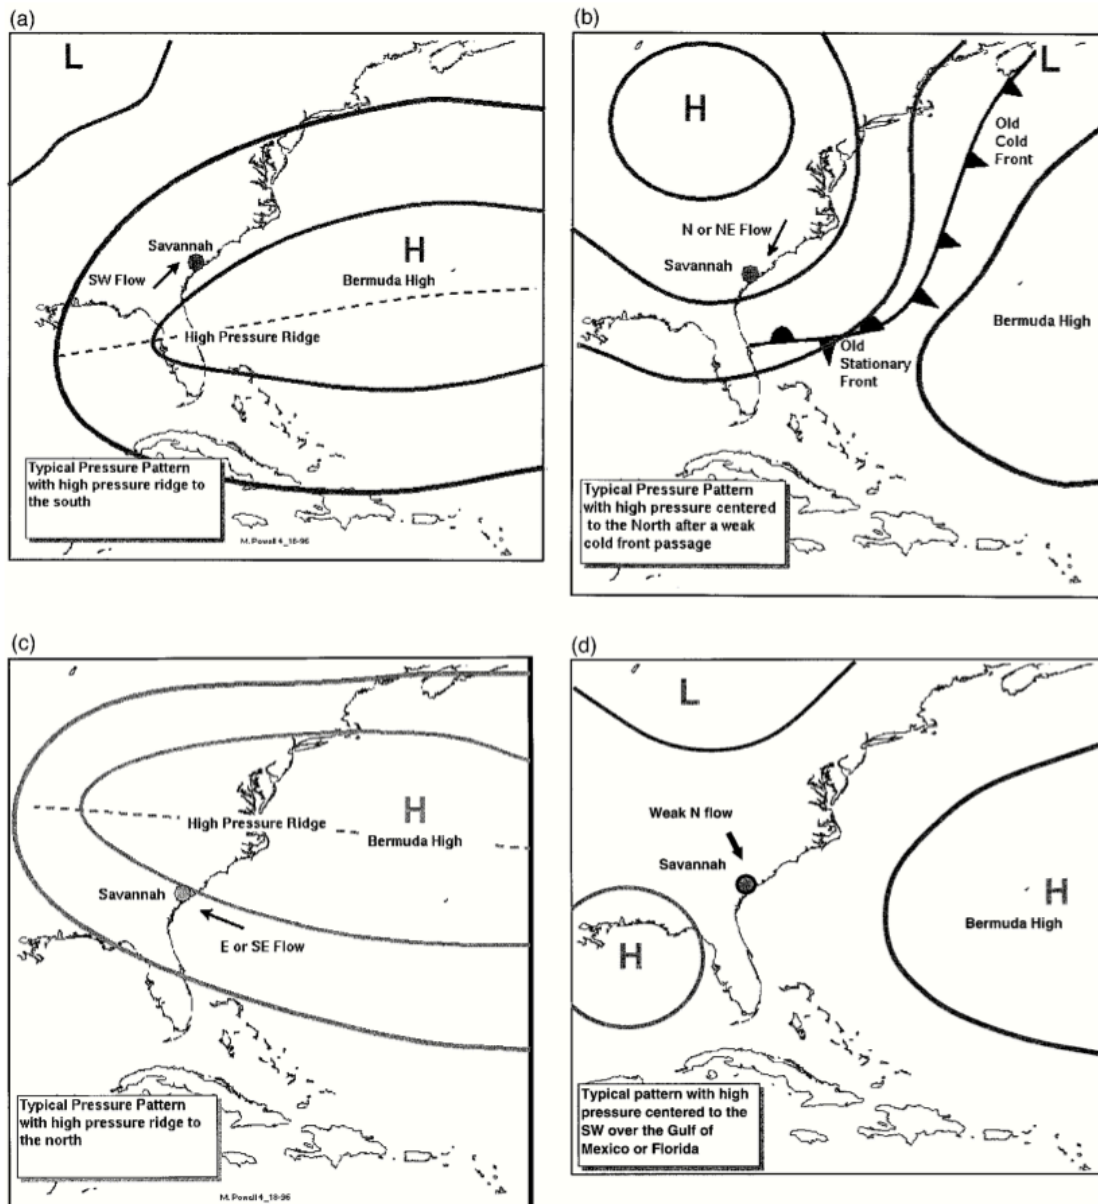 (a)
L
H
Savannah
SW Flow
Bermuda High
High Pressure Ridge
Typical Pressure Pattern
with high pressure ridge to
the south
M. Powell 4_18-96
(b)
H
L
Old
Cold
Front
N or NE Flow
Savannah
Bermuda High
Old
Stationary
Front
Typical Pressure Pattern
with high pressure centered
to the North after a weak
cold front passage
(c)
H
High Pressure Ridge
Bermuda High
Savannah
E or SE Flow
Typical Pressure Pattern
with high pressure ridge to
the north
M. Powell 4_18-96
(d)
L
Weak N flow
Savannah
H
Bermuda High
H
Typical pattern with high
pressure centered to the
SW over the Gulf of
Mexico or Florida